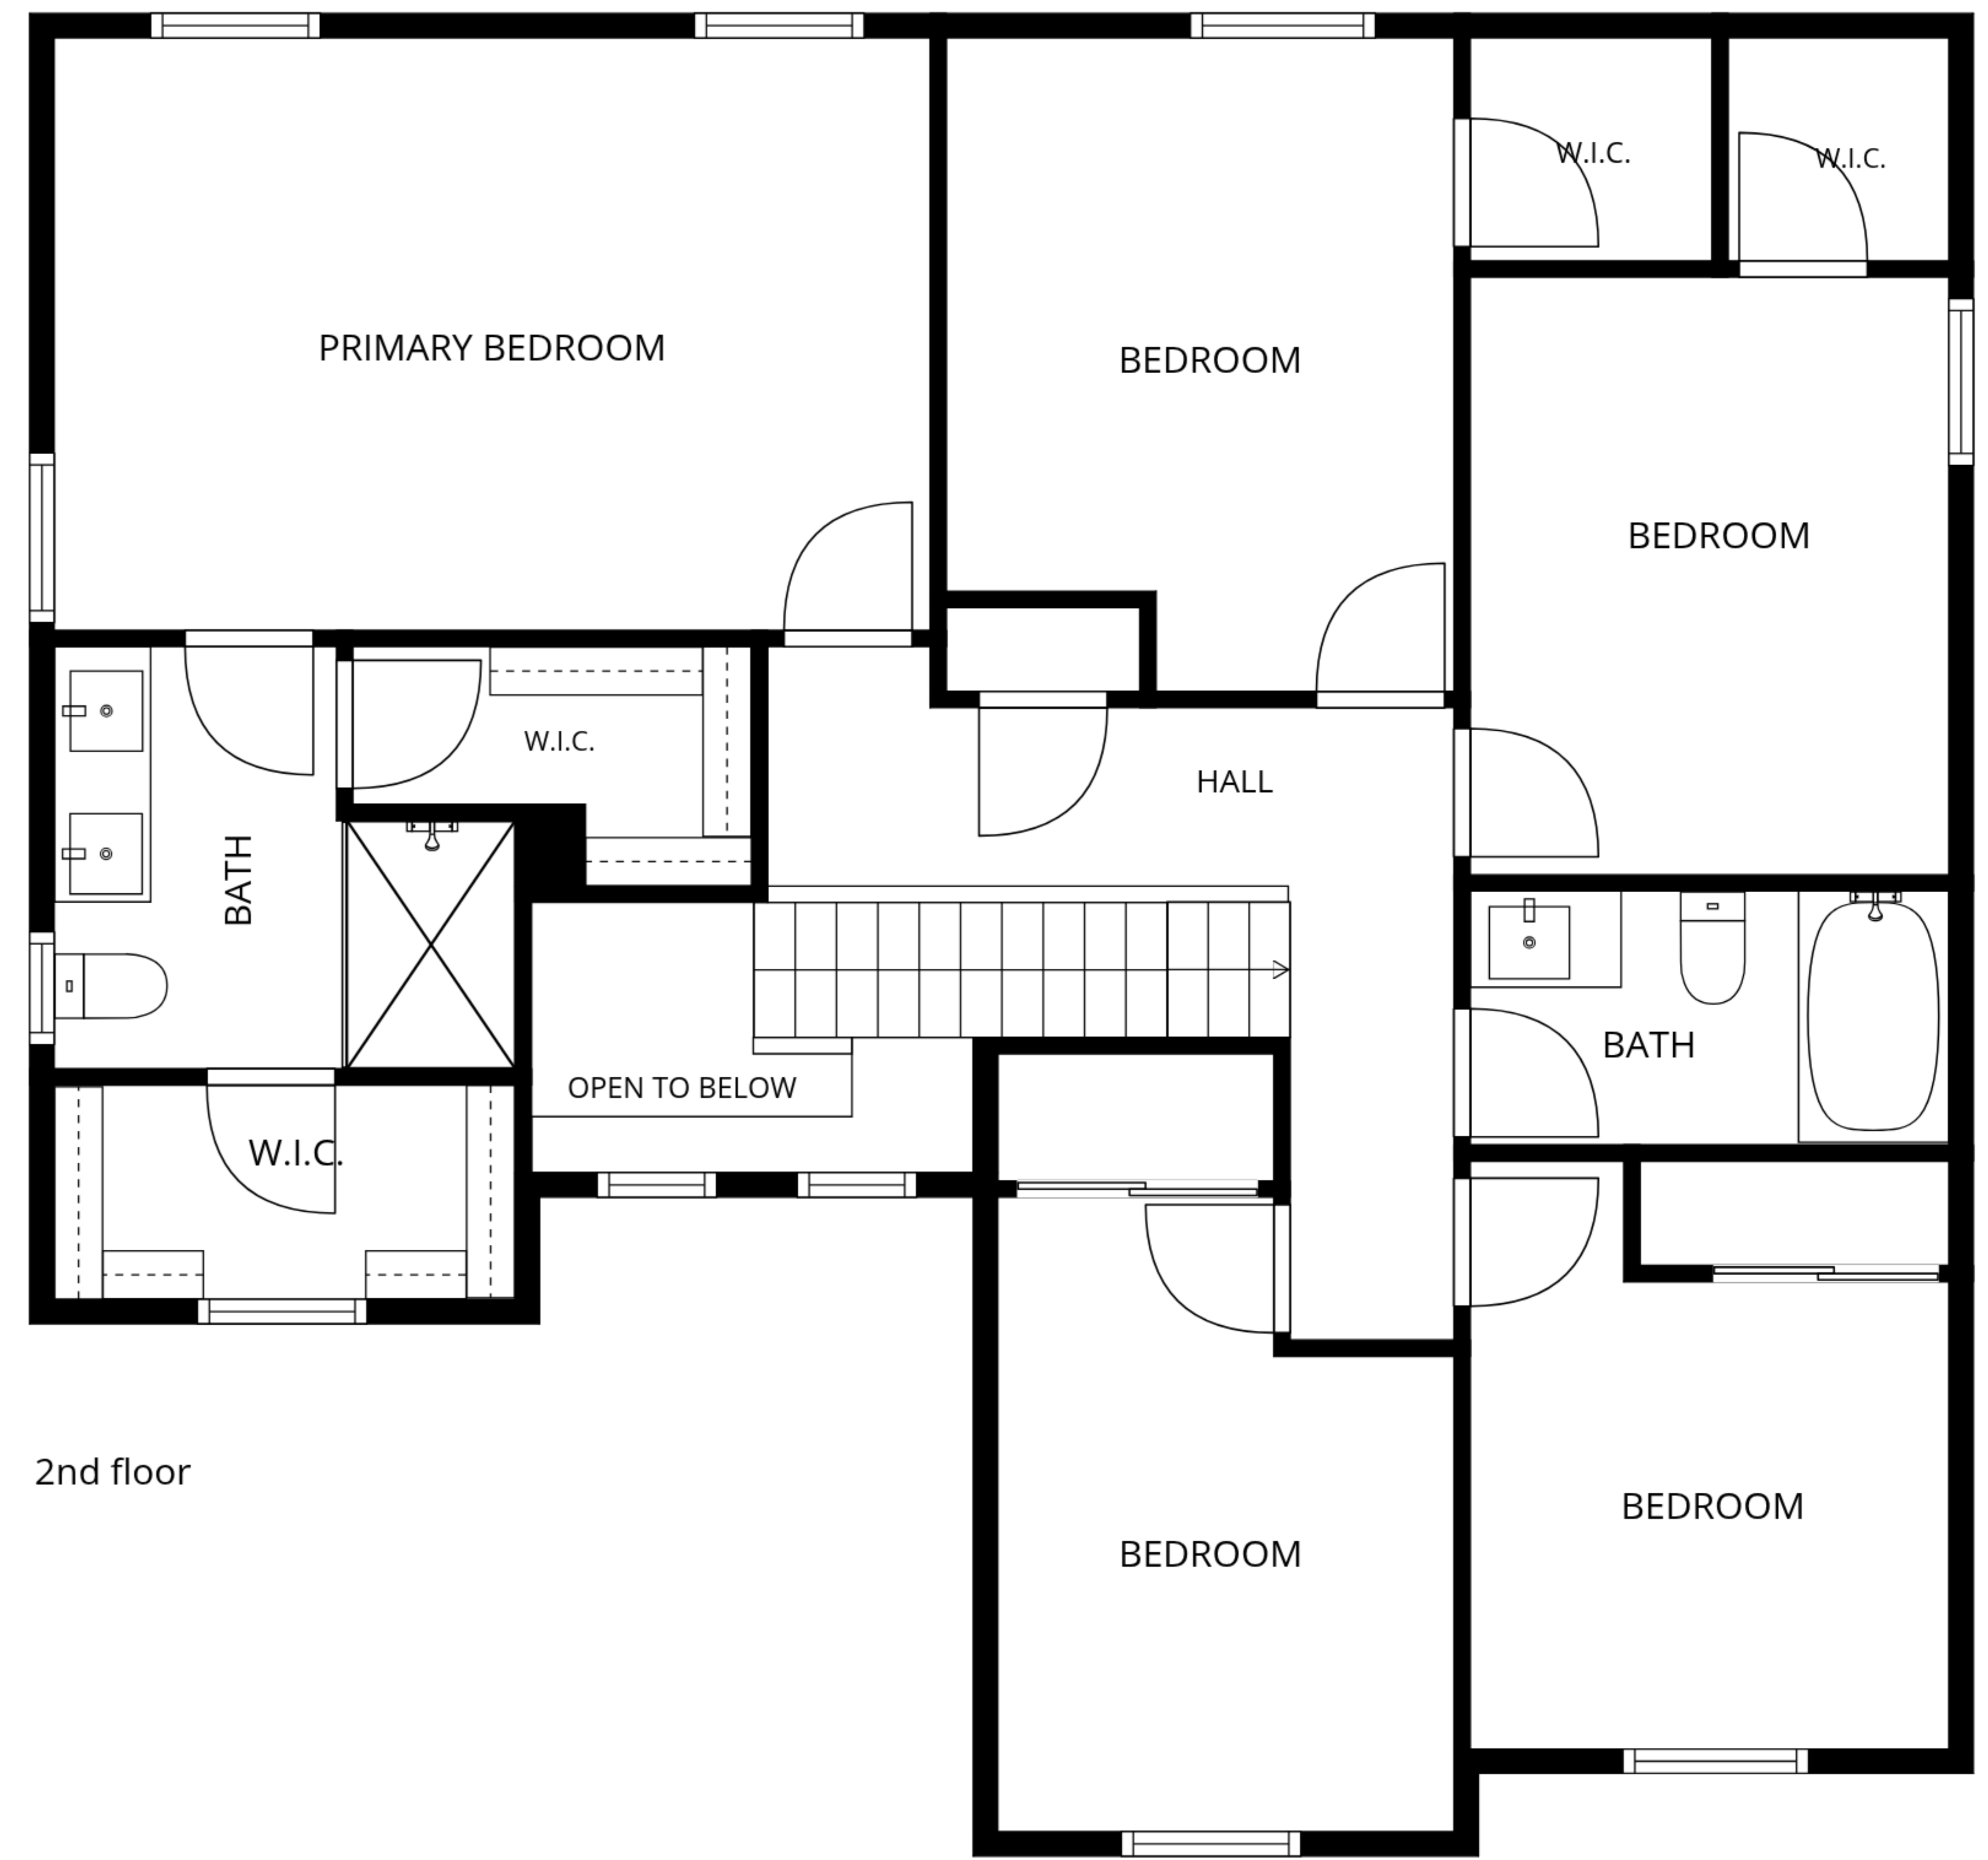 W.I.C.
W.I.C.
PRIMARY BEDROOM
BEDROOM
BEDROOM
W.I.C.
HALL
BATH
BATH
OPEN TO BELOW
W.I.C.
2nd floor
BEDROOM
BEDROOM